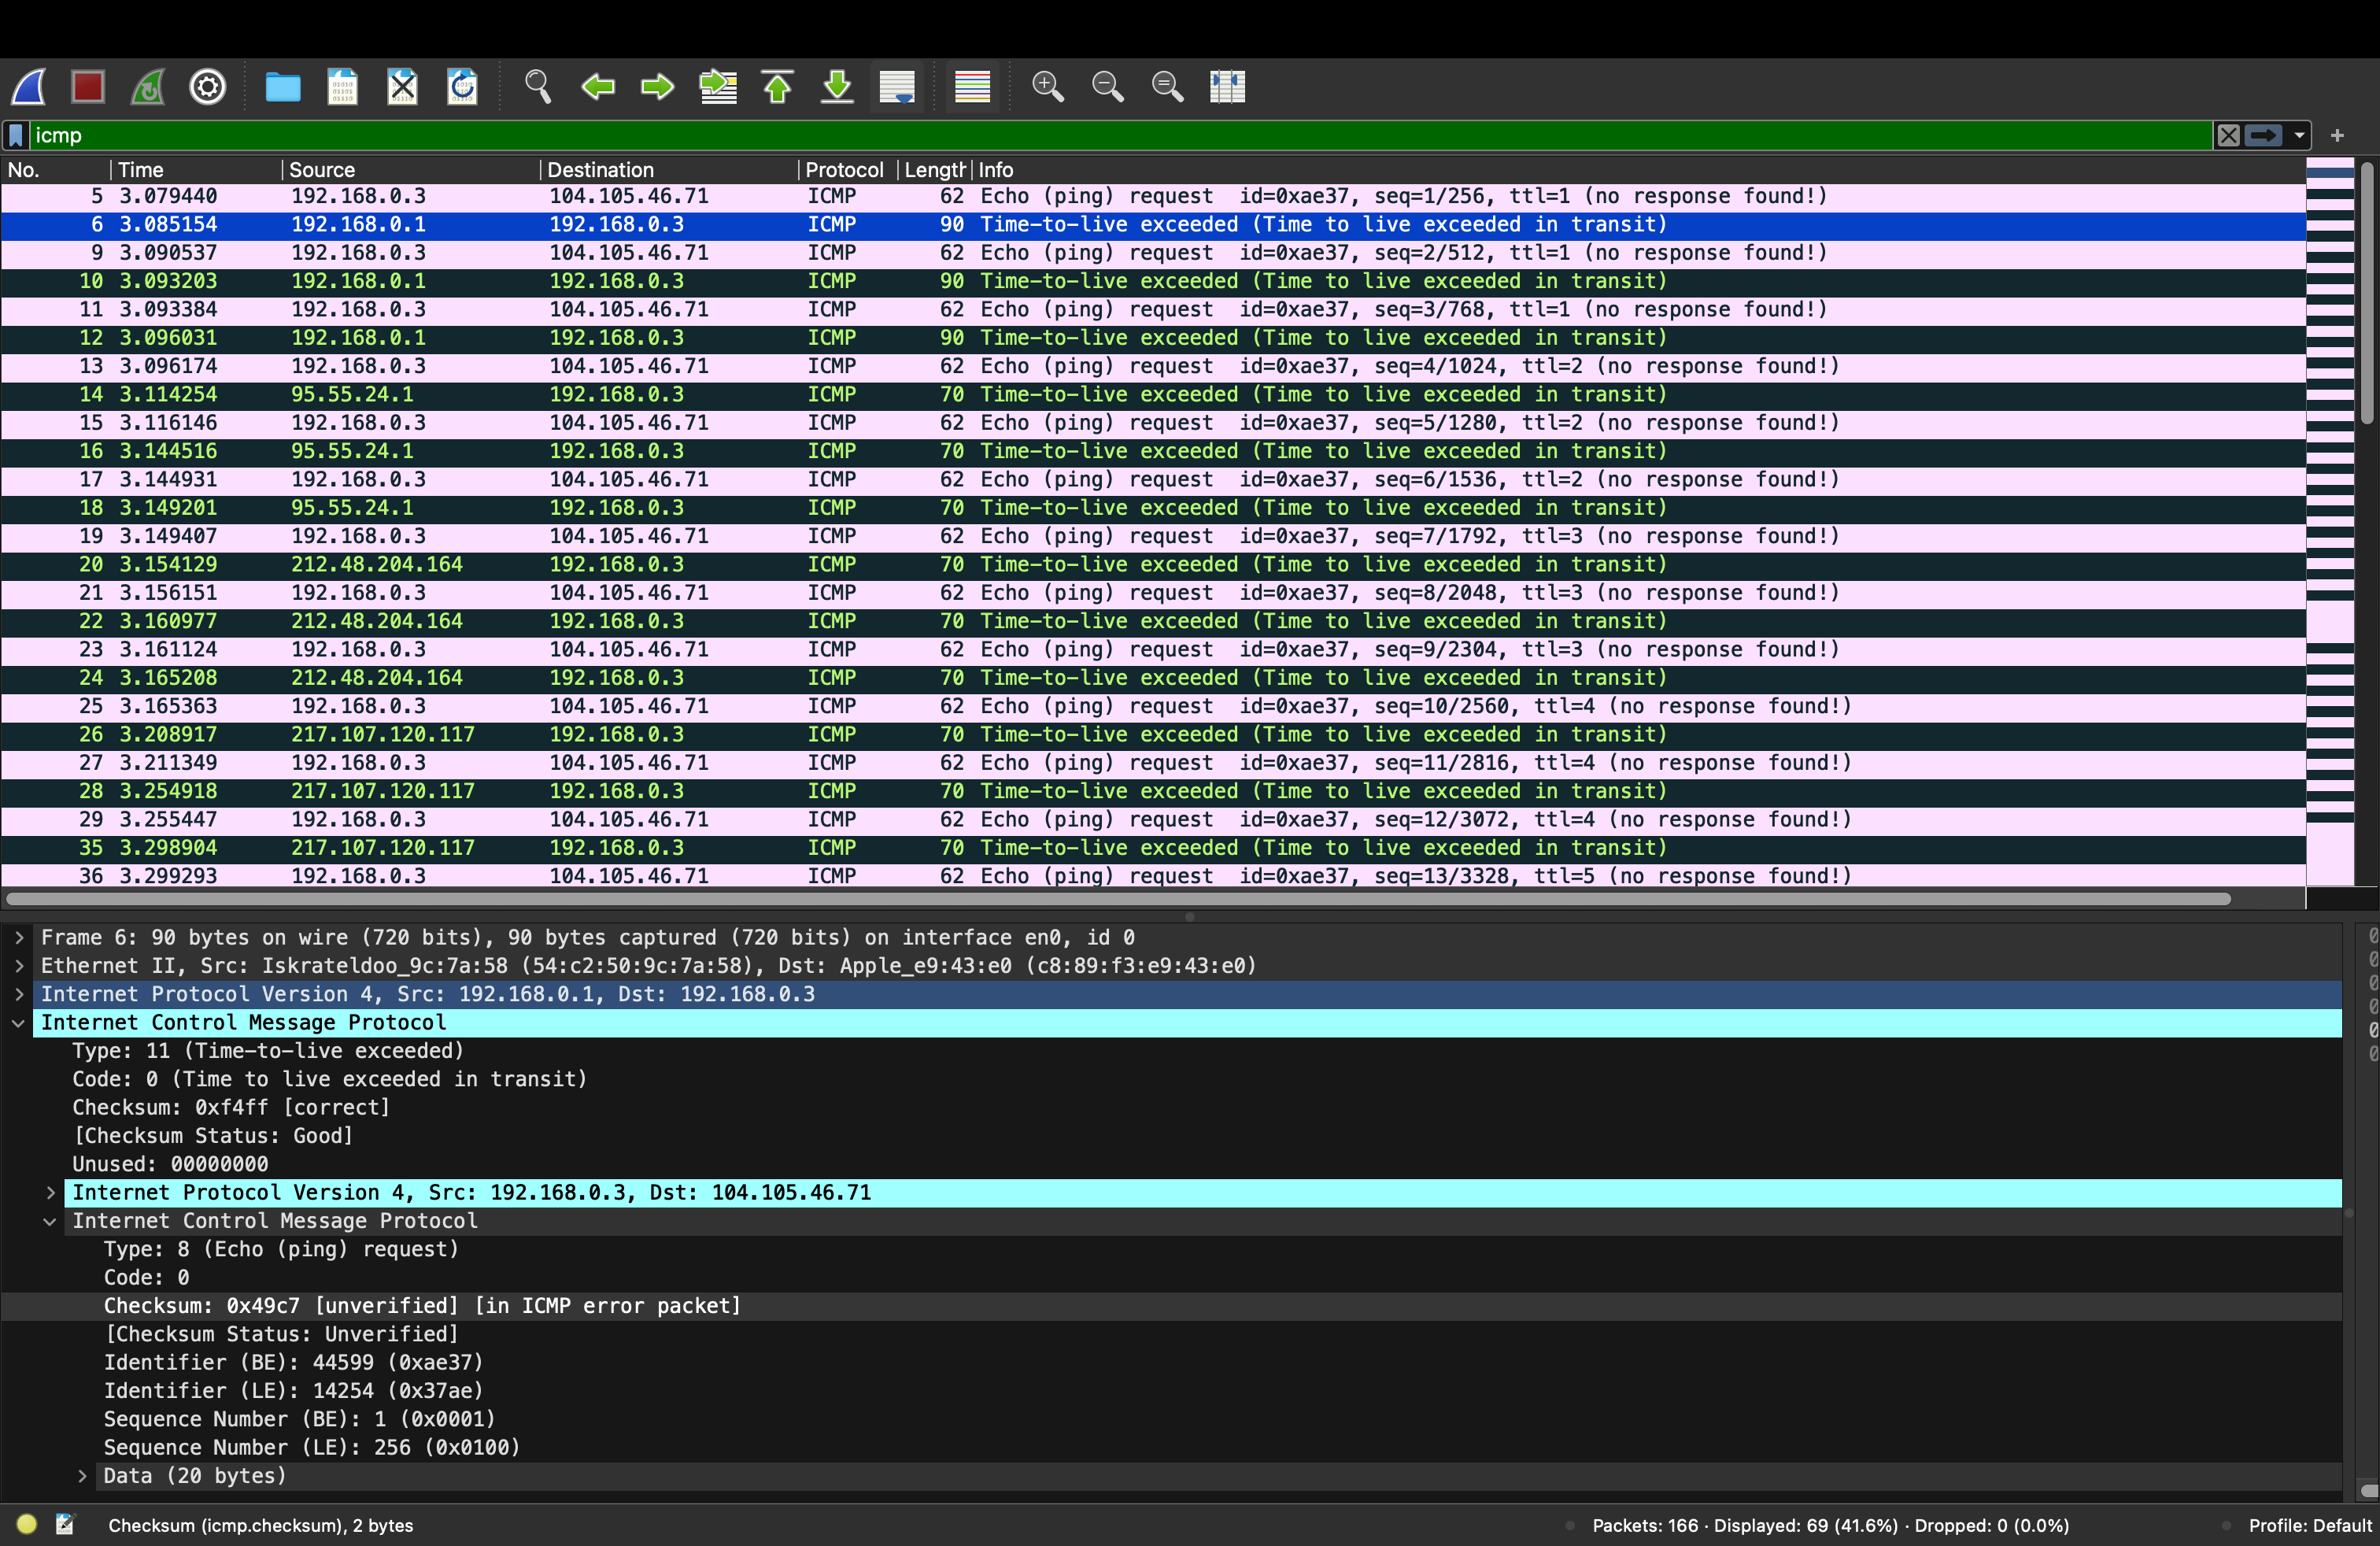 icmp
No. Time Source Destination Protocol Length Info
5 3.079440 192.168.0.3 104.105.46.71 ICMP 62 Echo (ping) request id=0xae37, seq=1/256, ttl=1 (no response found!)
6 3.085154 192.168.0.1 192.168.0.3 ICMP 90 Time-to-live exceeded (Time to live exceeded in transit)
9 3.090537 192.168.0.3 104.105.46.71 ICMP 62 Echo (ping) request id=0xae37, seq=2/512, ttl=1 (no response found!)
10 3.093203 192.168.0.1 192.168.0.3 ICMP 90 Time-to-live exceeded (Time to live exceeded in transit)
11 3.093384 192.168.0.3 104.105.46.71 ICMP 62 Echo (ping) request id=0xae37, seq=3/768, ttl=1 (no response found!)
12 3.096031 192.168.0.1 192.168.0.3 ICMP 90 Time-to-live exceeded (Time to live exceeded in transit)
13 3.096174 192.168.0.3 104.105.46.71 ICMP 62 Echo (ping) request id=0xae37, seq=4/1024, ttl=2 (no response found!)
14 3.114254 95.55.24.1 192.168.0.3 ICMP 70 Time-to-live exceeded (Time to live exceeded in transit)
15 3.116146 192.168.0.3 104.105.46.71 ICMP 62 Echo (ping) request id=0xae37, seq=5/1280, ttl=2 (no response found!)
16 3.144516 95.55.24.1 192.168.0.3 ICMP 70 Time-to-live exceeded (Time to live exceeded in transit)
17 3.144931 192.168.0.3 104.105.46.71 ICMP 62 Echo (ping) request id=0xae37, seq=6/1536, ttl=2 (no response found!)
18 3.149201 95.55.24.1 192.168.0.3 ICMP 70 Time-to-live exceeded (Time to live exceeded in transit)
19 3.149407 192.168.0.3 104.105.46.71 ICMP 62 Echo (ping) request id=0xae37, seq=7/1792, ttl=3 (no response found!)
20 3.154129 212.48.204.164 192.168.0.3 ICMP 70 Time-to-live exceeded (Time to live exceeded in transit)
21 3.156151 192.168.0.3 104.105.46.71 ICMP 62 Echo (ping) request id=0xae37, seq=8/2048, ttl=3 (no response found!)
22 3.160977 212.48.204.164 192.168.0.3 ICMP 70 Time-to-live exceeded (Time to live exceeded in transit)
23 3.161124 192.168.0.3 104.105.46.71 ICMP 62 Echo (ping) request id=0xae37, seq=9/2304, ttl=3 (no response found!)
24 3.165208 212.48.204.164 192.168.0.3 ICMP 70 Time-to-live exceeded (Time to live exceeded in transit)
25 3.165363 192.168.0.3 104.105.46.71 ICMP 62 Echo (ping) request id=0xae37, seq=10/2560, ttl=4 (no response found!)
26 3.208917 217.107.120.117 192.168.0.3 ICMP 70 Time-to-live exceeded (Time to live exceeded in transit)
27 3.211349 192.168.0.3 104.105.46.71 ICMP 62 Echo (ping) request id=0xae37, seq=11/2816, ttl=4 (no response found!)
28 3.254918 217.107.120.117 192.168.0.3 ICMP 70 Time-to-live exceeded (Time to live exceeded in transit)
29 3.255447 192.168.0.3 104.105.46.71 ICMP 62 Echo (ping) request id=0xae37, seq=12/3072, ttl=4 (no response found!)
35 3.298904 217.107.120.117 192.168.0.3 ICMP 70 Time-to-live exceeded (Time to live exceeded in transit)
36 3.299293 192.168.0.3 104.105.46.71 ICMP 62 Echo (ping) request id=0xae37, seq=13/3328, ttl=5 (no response found!)
Frame 6: 90 bytes on wire (720 bits), 90 bytes captured (720 bits) on interface en0, id 0
Ethernet II, Src: Iskrateldoo_9c:7a:58 (54:c2:50:9c:7a:58), Dst: Apple_e9:43:e0 (c8:89:f3:e9:43:e0)
Internet Protocol Version 4, Src: 192.168.0.1, Dst: 192.168.0.3
Internet Control Message Protocol
Type: 11 (Time-to-live exceeded)
Code: 0 (Time to live exceeded in transit)
Checksum: 0xf4ff [correct]
[Checksum Status: Good]
Unused: 00000000
Internet Protocol Version 4, Src: 192.168.0.3, Dst: 104.105.46.71
Internet Control Message Protocol
Type: 8 (Echo (ping) request)
Code: 0
Checksum: 0x49c7 [unverified] [in ICMP error packet]
[Checksum Status: Unverified]
Identifier (BE): 44599 (0xae37)
Identifier (LE): 14254 (0x37ae)
Sequence Number (BE): 1 (0x0001)
Sequence Number (LE): 256 (0x0100)
Data (20 bytes)
Checksum (icmp.checksum), 2 bytes
Packets: 166 · Displayed: 69 (41.6%) · Dropped: 0 (0.0%)
Profile: Default